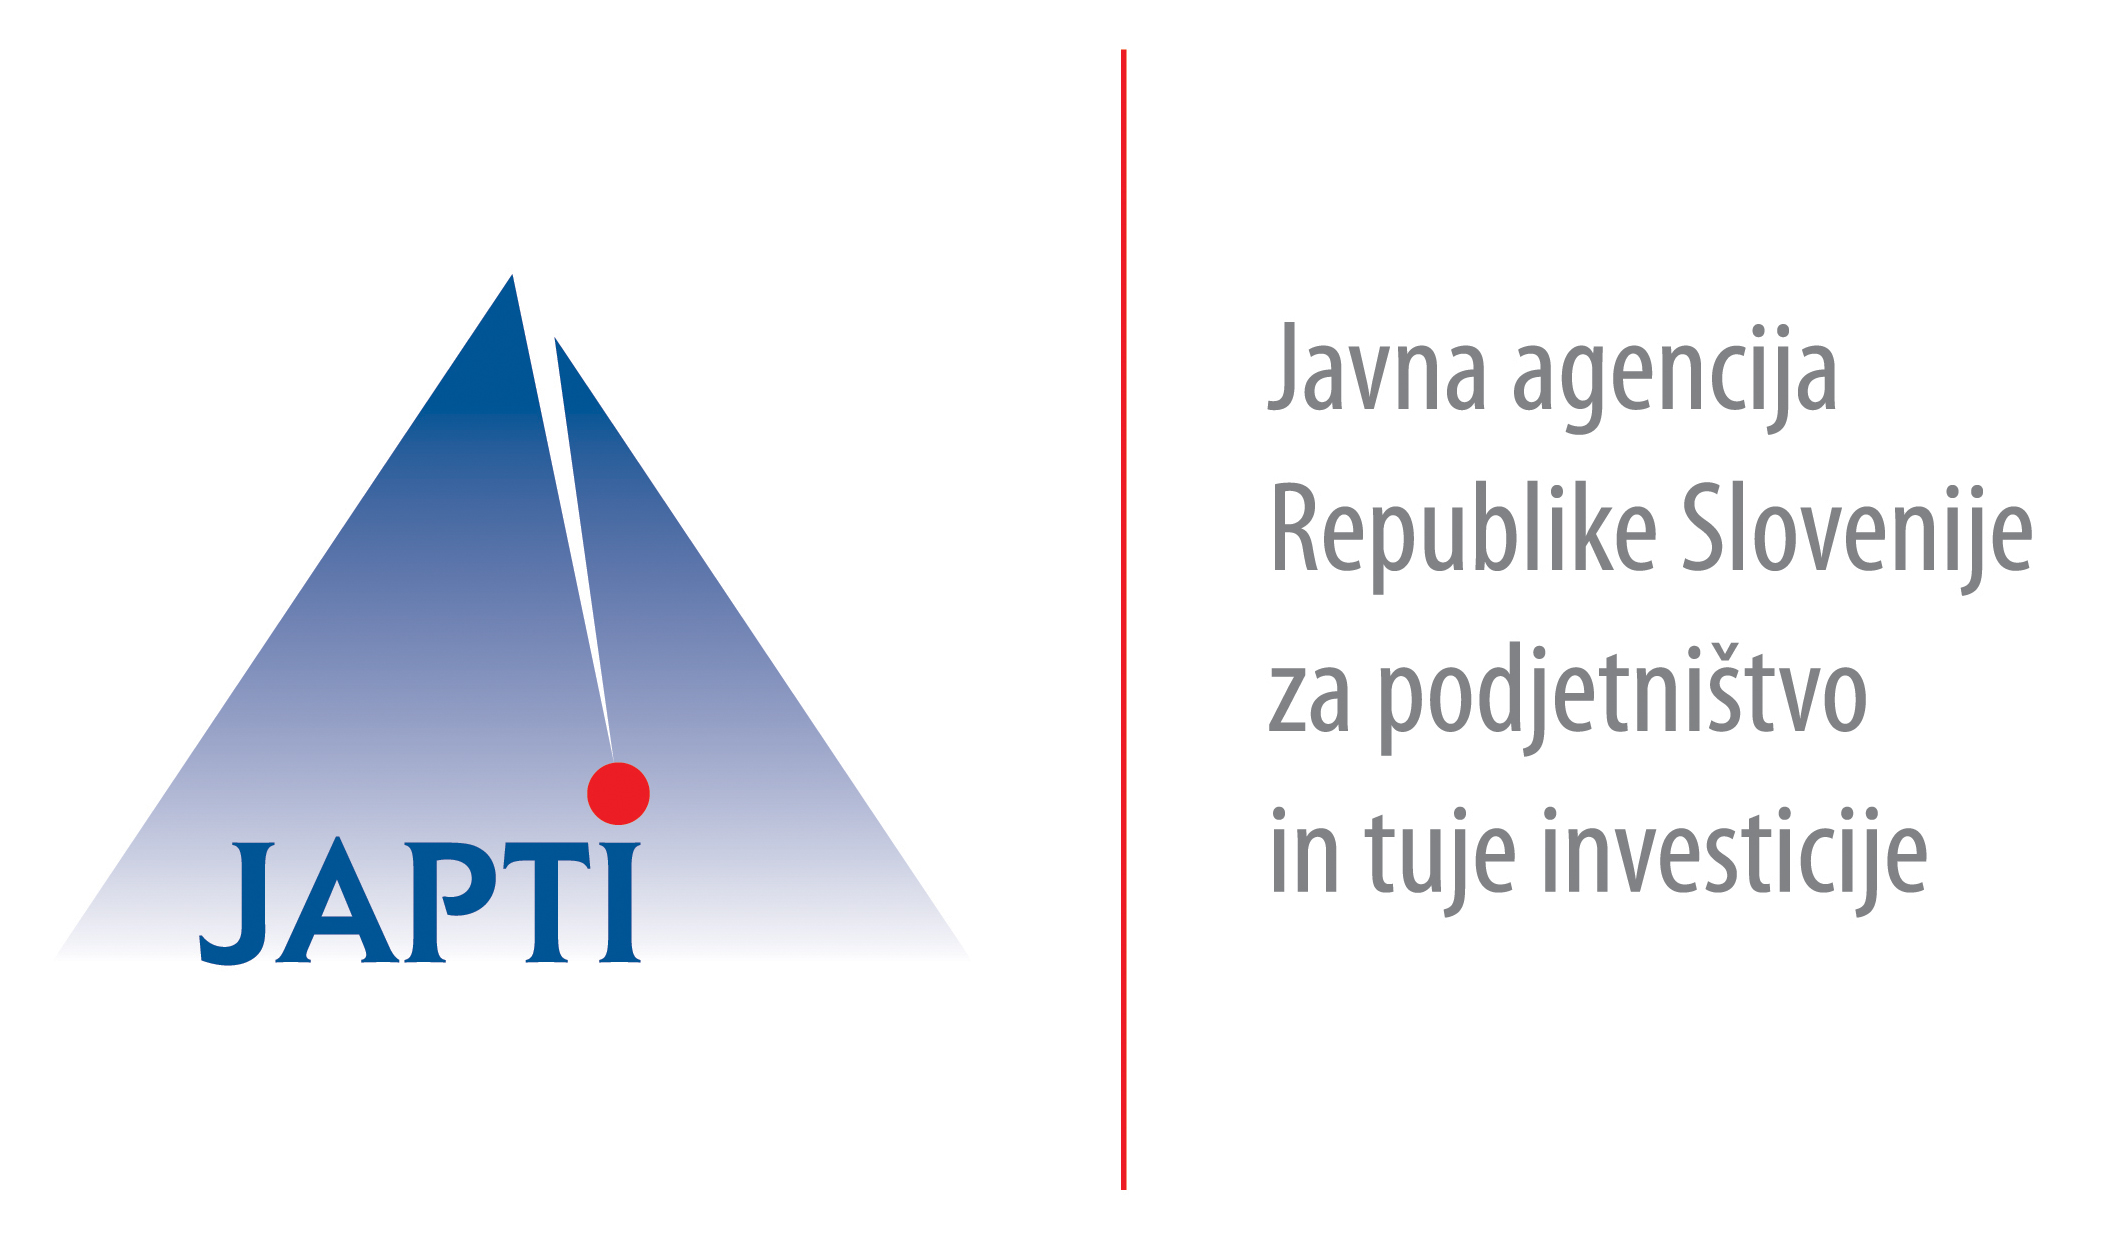 JAPTI
Javna agencija
Republike Slovenije
za podjetništvo
in tuje investicije